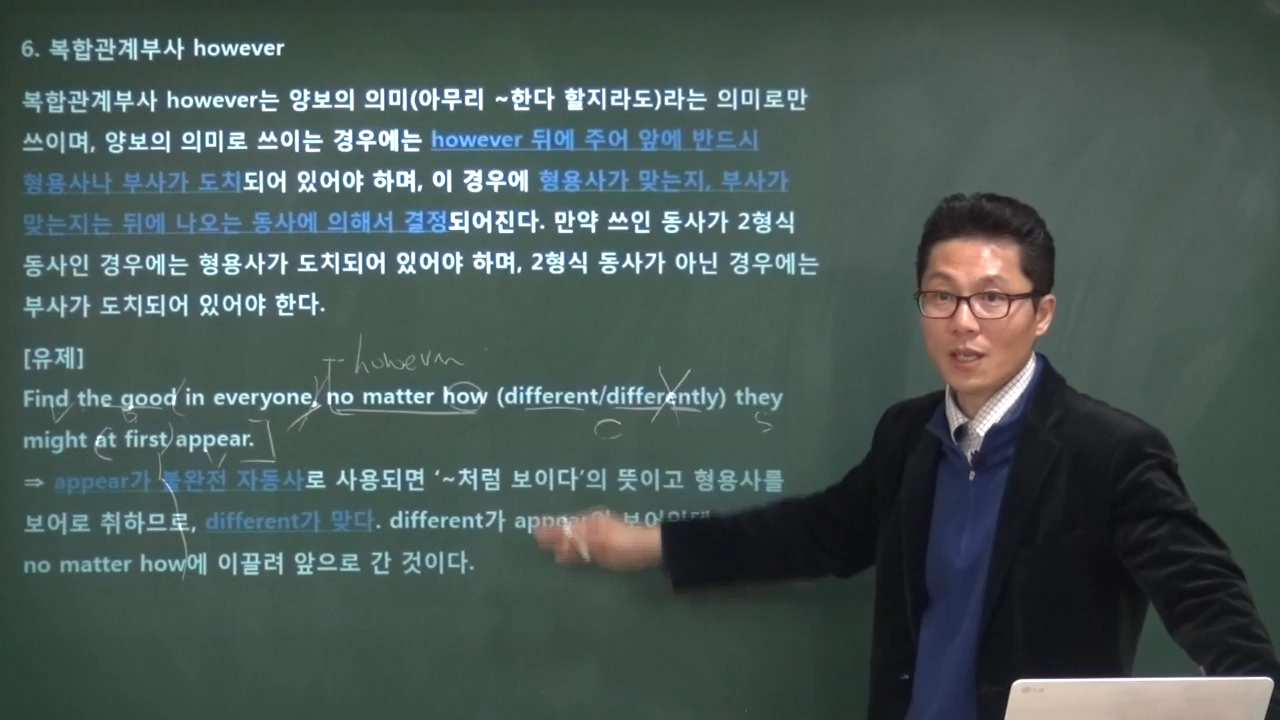 6. 복합관계부사 however
복합관계부사 however는 양보의 의미(아무리 ~한다 할지라도)라는 의미로만
쓰이며, 양보의 의미로 쓰이는 경우에는 however 뒤에 주어 앞에 반드시
형용사나 부사가 도치되어 있어야 하며, 이 경우에 형용사가 맞는지, 부사가
맞는지는 뒤에 나오는 동사에 의해서 결정되어진다. 만약 쓰인 동사가 2형식
동사인 경우에는 형용사가 도치되어 있어야 하며, 2형식 동사가 아닌 경우에는
부사가 도치되어 있어야 한다.
[유제]
however
Find the good in everyone, no matter how (different/differently) they
might at first appear.
C S
⇒ appear가 불완전 자동사로 사용되면 ‘~처럼 보이다’의 뜻이고 형용사를
보어로 취하므로, different가 맞다. different가
no matter how에 이끌려 앞으로 간 것이다.
LG